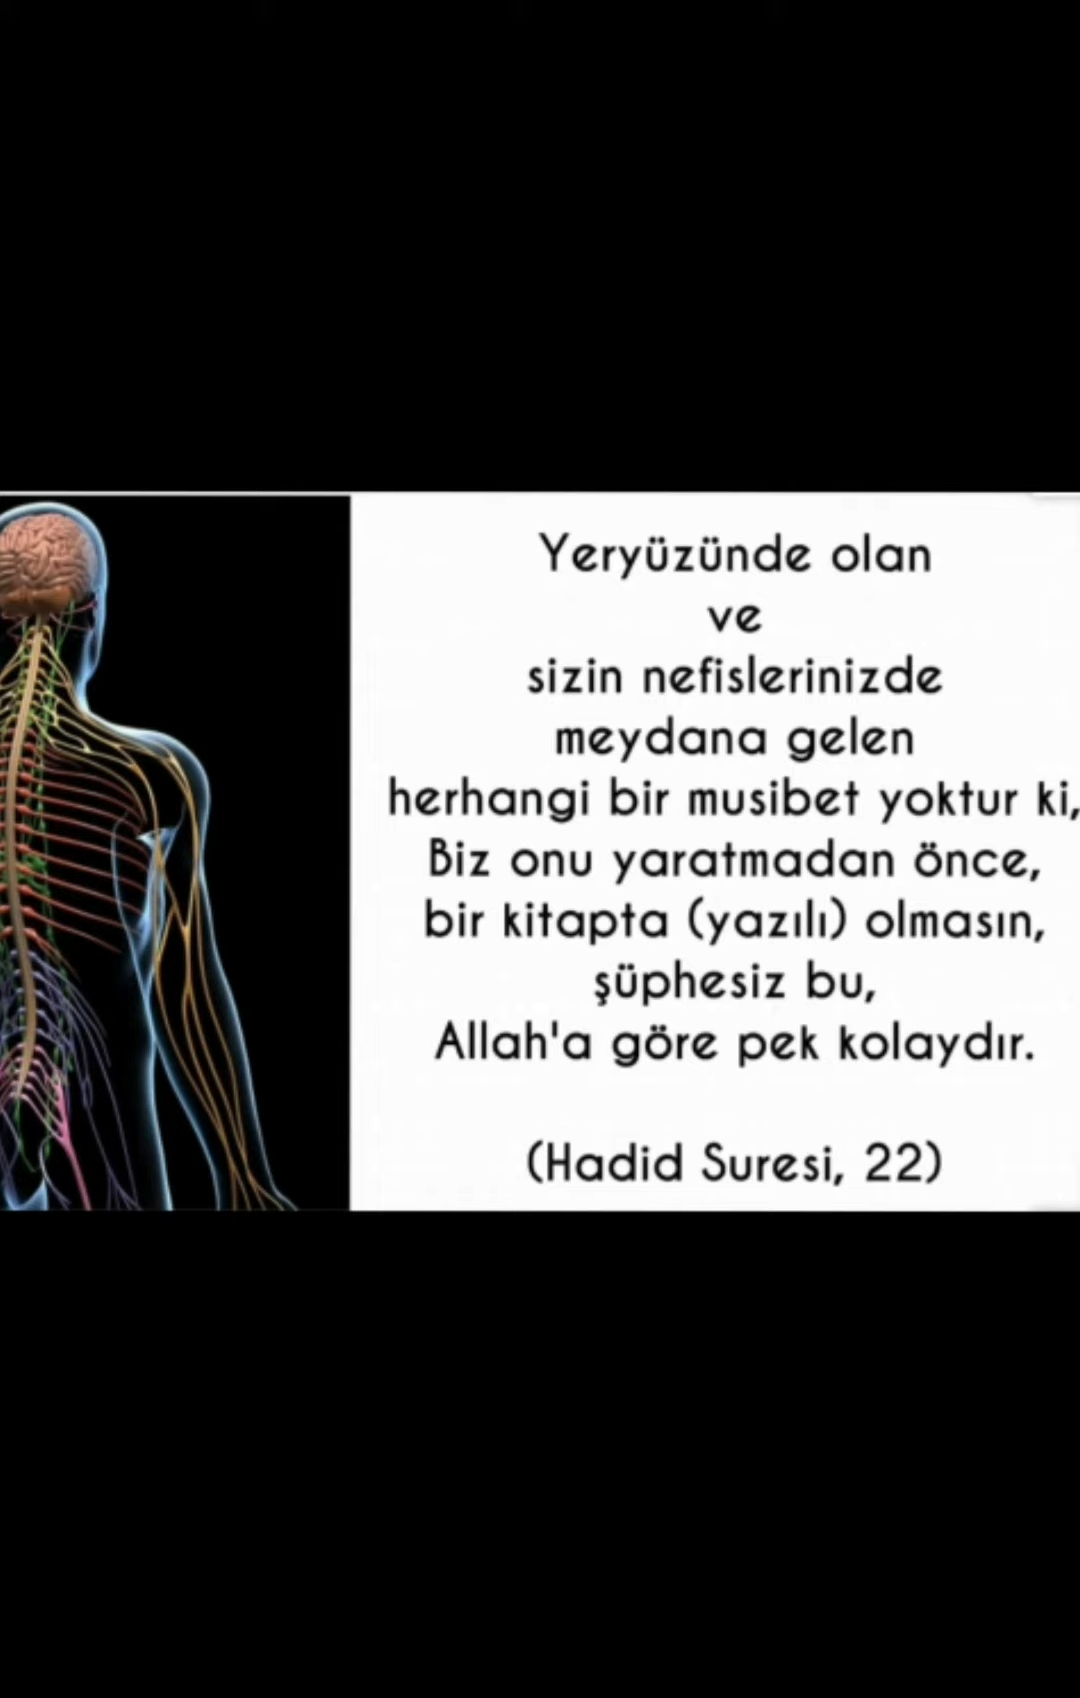 Yeryüzünde olan
ve
sizin nefislerinizde
meydana gelen
herhangi bir musibet yoktur ki,
Biz onu yaratmadan önce,
bir kitapta (yazılı) olmasın,
şüphesiz bu,
Allah'a göre pek kolaydır.
(Hadid Suresi, 22)